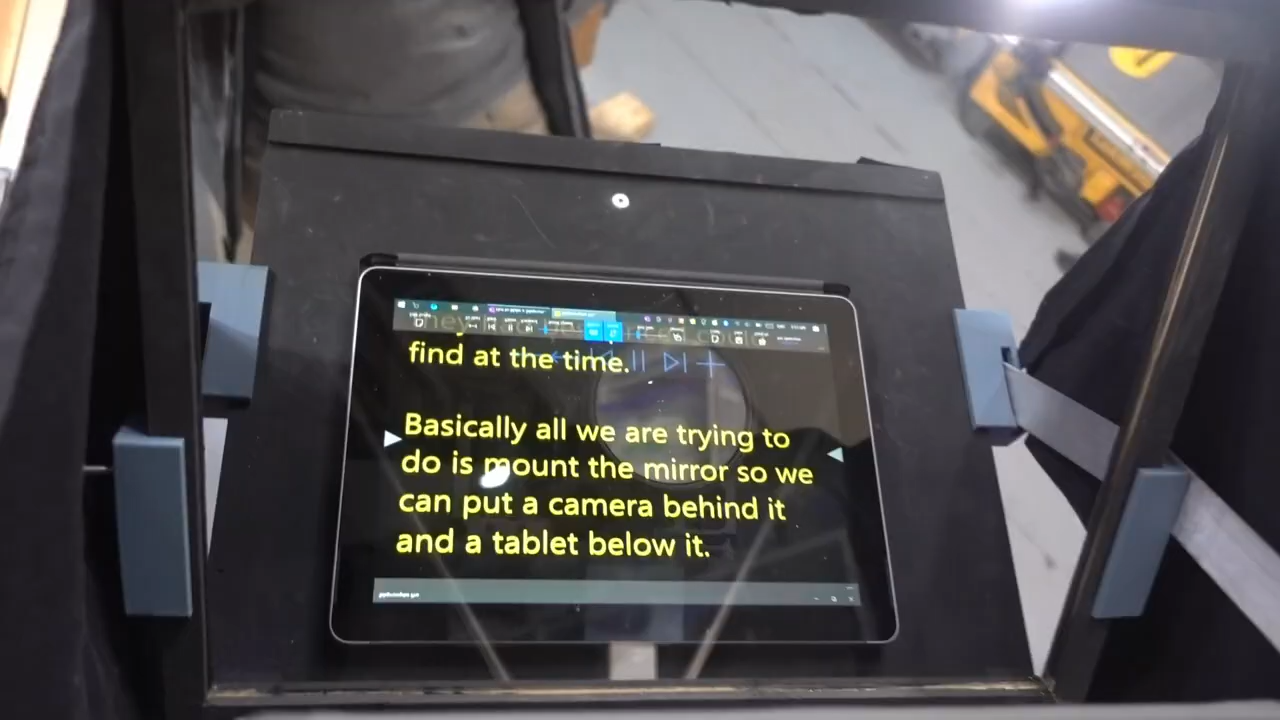 find at the time.
Basically all we are trying to
do is mount the mirror so we
can put a camera behind it
and a tablet below it.